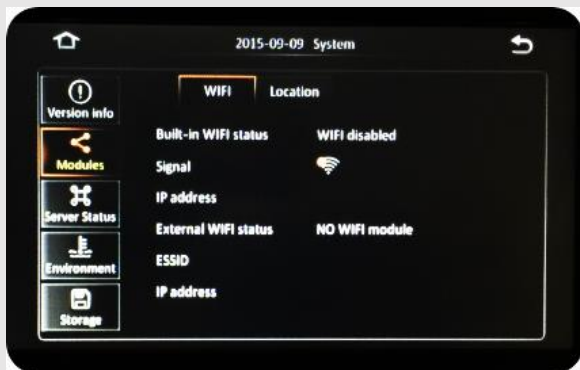 2015-09-09 System
WIFI Location
Version info
Modules
Server Status
Environment
Storage
Built-in WIFI status WIFI disabled
Signal
IP address
External WIFI status NO WIFI module
ESSID
IP address